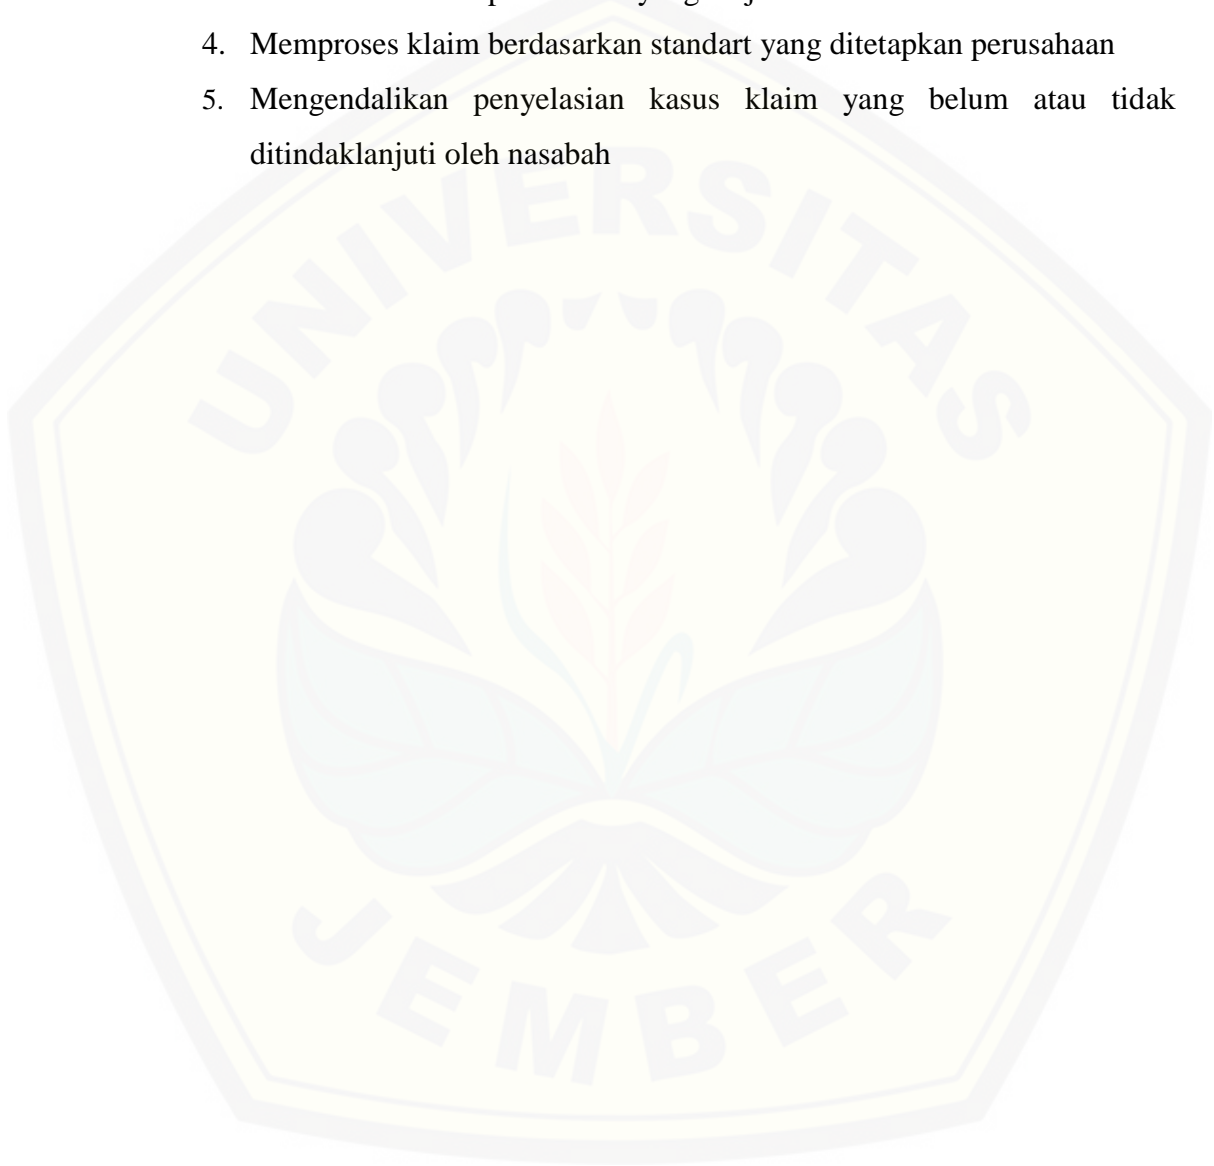 4. Memproses klaim berdasarkan standart yang ditetapkan perusahaan
5. Mengendalikan penyelasian kasus klaim yang belum atau tidak
ditindaklanjuti oleh nasabah
UNIVERSITAS
JEMBER